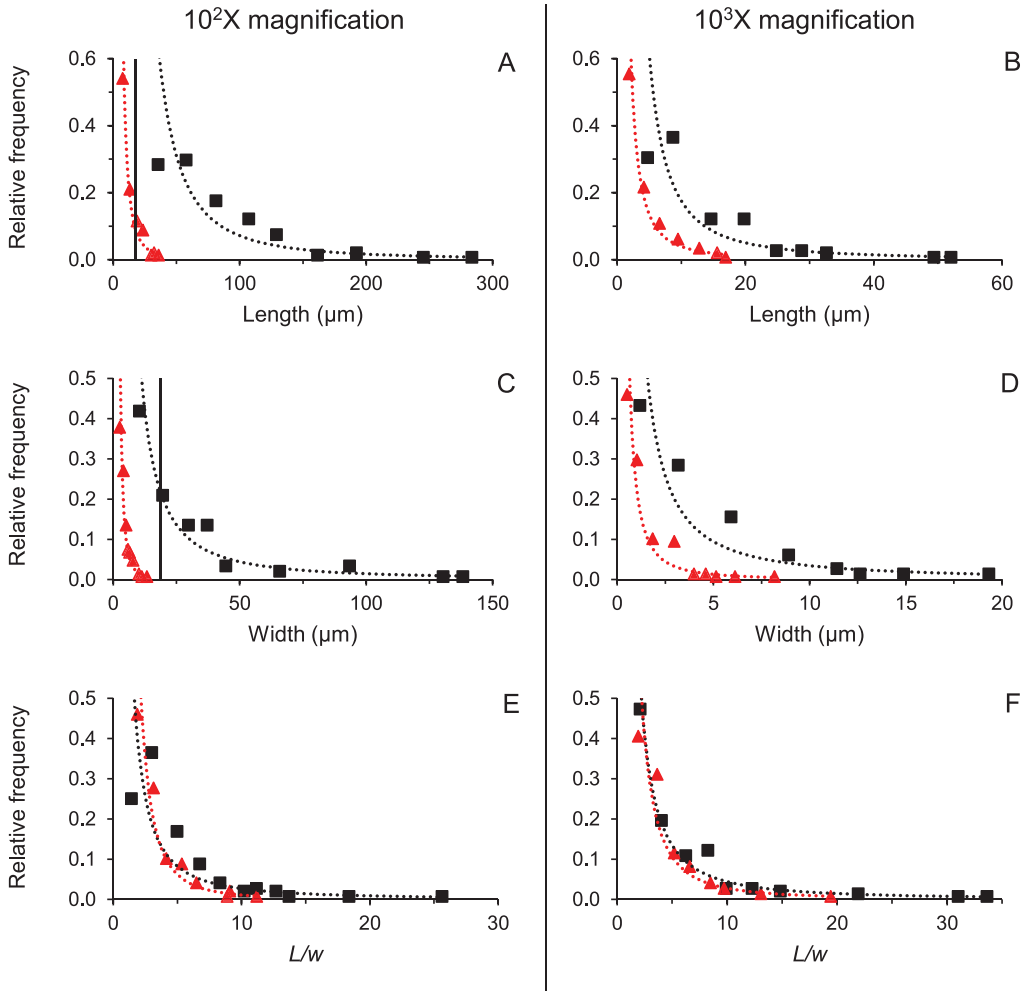 10²X magnification
10³X magnification
A
0.6
0.4
0.2
0.0
0 100 200 300
Relative frequency
Length (µm)
B
0.6
0.4
0.2
0.0
0 20 40 60
Length (µm)
C
0.5
0.4
0.3
0.2
0.1
0.0
0 50 100 150
Relative frequency
Width (µm)
D
0.5
0.4
0.3
0.2
0.1
0.0
0 5 10 15 20
Width (µm)
E
0.5
0.4
0.3
0.2
0.1
0.0
0 10 20 30
Relative frequency
L/w
F
0.5
0.4
0.3
0.2
0.1
0.0
0 10 20 30
L/w